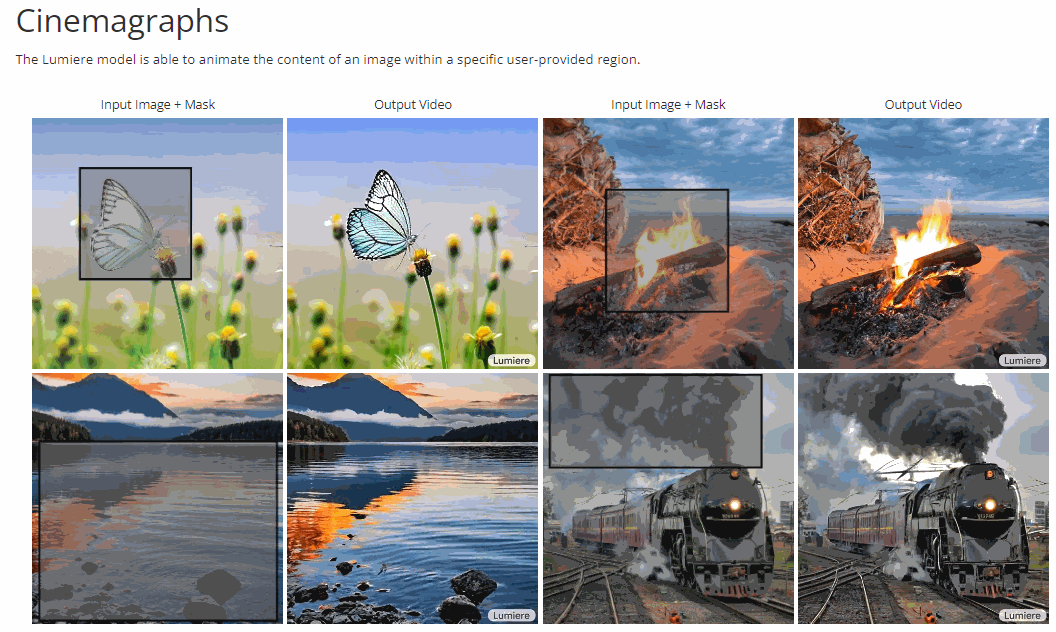 Cinemagraphs
The Lumiere model is able to animate the content of an image within a specific user-provided region.
Input Image + Mask
Output Video
Input Image + Mask
Output Video
Lumiere
Lumiere
Lumiere
Lumiere